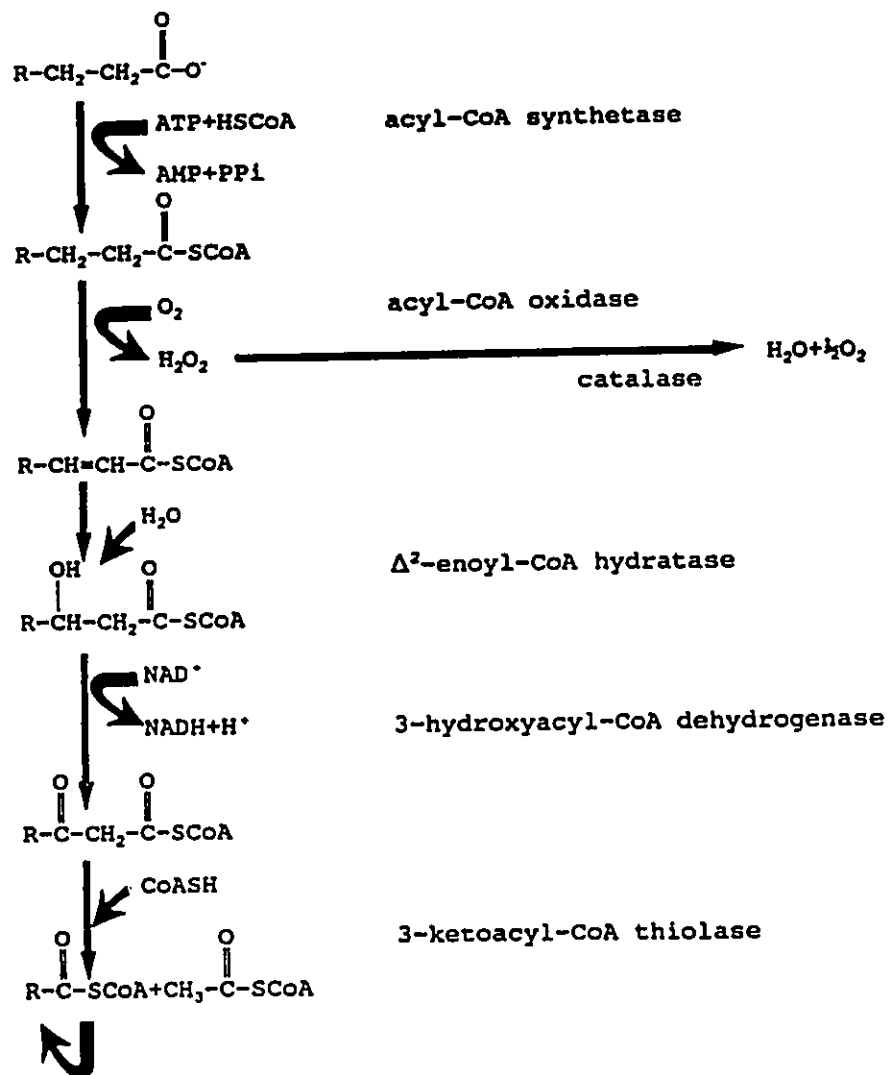 O
R-CH₂-CH₂-C-O⁻
ATP+HSCoA acyl-CoA synthetase
AMP+PPi
O
R-CH₂-CH₂-C-SCoA
O₂ acyl-CoA oxidase
H₂O₂ H₂O+½O₂
catalase
O
R-CH=CH-C-SCoA
H₂O
OH O Δ²-enoyl-CoA hydratase
R-CH-CH₂-C-SCoA
NAD⁺
NADH+H⁺ 3-hydroxyacyl-CoA dehydrogenase
O O
R-C-CH₂-C-SCoA
CoASH
O O 3-ketoacyl-CoA thiolase
R-C-SCoA+CH₃-C-SCoA